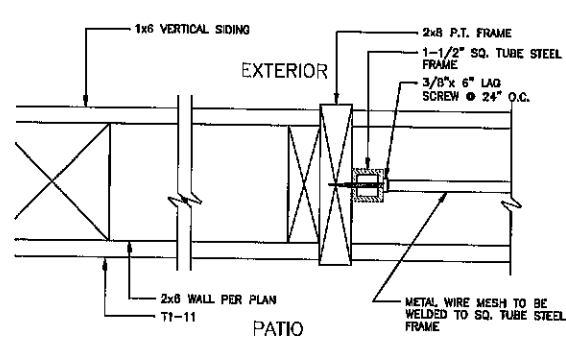 1x6 VERTICAL SIDING
2x8 P.T. FRAME
1-1/2" SQ. TUBE STEEL
FRAME
EXTERIOR
3/8"x 6" LAG
SCREW @ 24" O.C.
2x6 WALL PER PLAN
T1-11
PATIO
METAL WIRE MESH TO BE
WELDED TO SQ. TUBE STEEL
FRAME